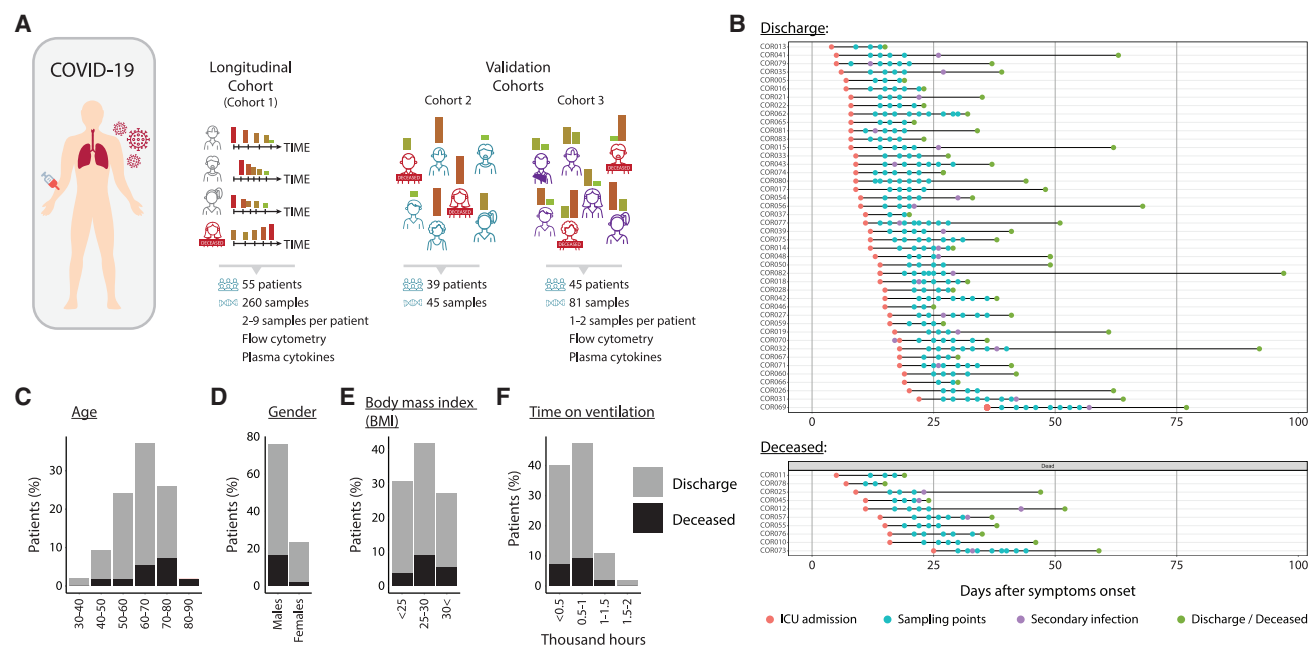 A
COVID-19
Longitudinal
Cohort
(Cohort 1)
TIME
TIME
TIME
DECEASED
TIME
55 patients
260 samples
2–9 samples per patient
Flow cytometry
Plasma cytokines
Validation
Cohorts
Cohort 2
Cohort 3
DECEASED
DECEASED
DECEASED
DECEASED
39 patients
45 samples
45 patients
81 samples
1–2 samples per patient
Flow cytometry
Plasma cytokines
B
Discharge:
COR013
COR041
COR079
COR035
COR005
COR016
COR021
COR022
COR062
COR065
COR081
COR083
COR015
COR033
COR043
COR074
COR080
COR017
COR054
COR056
COR037
COR077
COR039
COR075
COR014
COR048
COR050
COR082
COR018
COR028
COR042
COR046
COR027
COR059
COR019
COR070
COR032
COR067
COR071
COR060
COR066
COR026
COR031
COR069
0 25 50 75 100
Deceased:
Dead
COR011
COR078
COR025
COR045
COR012
COR057
COR055
COR076
COR010
COR073
0 25 50 75 100
Days after symptoms onset
ICU admission Sampling points Secondary infection Discharge / Deceased
C
Age
Patients (%)
30
20
10
0
30-40
40-50
50-60
60-70
70-80
80-90
D
Gender
Patients (%)
80
60
40
20
0
Males
Females
E
Body mass index
(BMI)
Patients (%)
40
30
20
10
0
<25
25-30
30<
F
Time on ventilation
Patients (%)
40
30
20
10
0
<0.5
0.5-1
1-1.5
1.5-2
Thousand hours
Discharge
Deceased